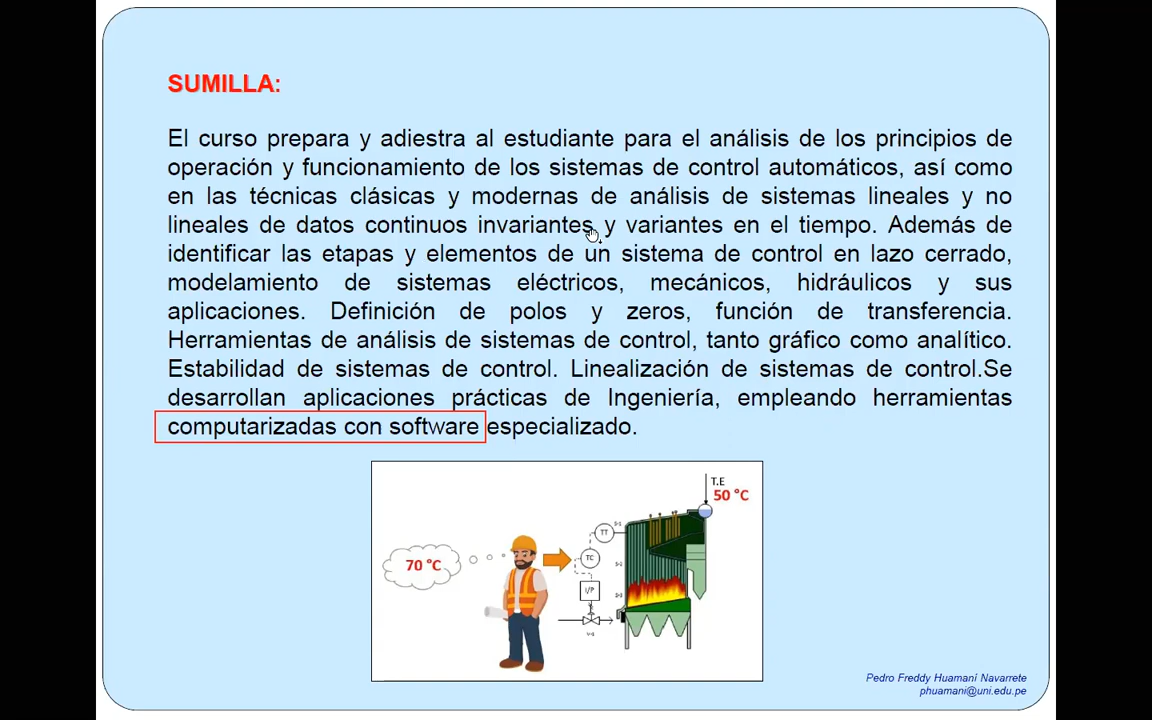 SUMILLA:
El curso prepara y adiestra al estudiante para el análisis de los principios de
operación y funcionamiento de los sistemas de control automáticos, así como
en las técnicas clásicas y modernas de análisis de sistemas lineales y no
lineales de datos continuos invariantes y variantes en el tiempo. Además de
identificar las etapas y elementos de un sistema de control en lazo cerrado,
modelamiento de sistemas eléctricos, mecánicos, hidráulicos y sus
aplicaciones. Definición de polos y zeros, función de transferencia.
Herramientas de análisis de sistemas de control, tanto gráfico como analítico.
Estabilidad de sistemas de control. Linealización de sistemas de control.Se
desarrollan aplicaciones prácticas de Ingeniería, empleando herramientas
computarizadas con software especializado.
T.E
50 °C
TT
70 °C
TC
I/P
Pedro Freddy Huamaní Navarrete
phuamani@uni.edu.pe